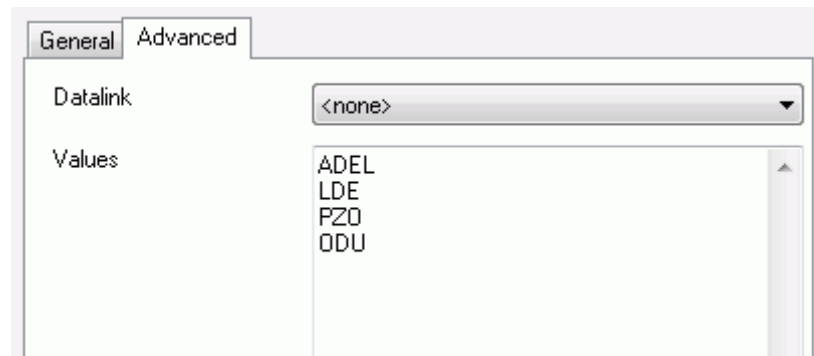 General Advanced
Datalink <none>
Values
ADEL
LDE
PZO
ODU